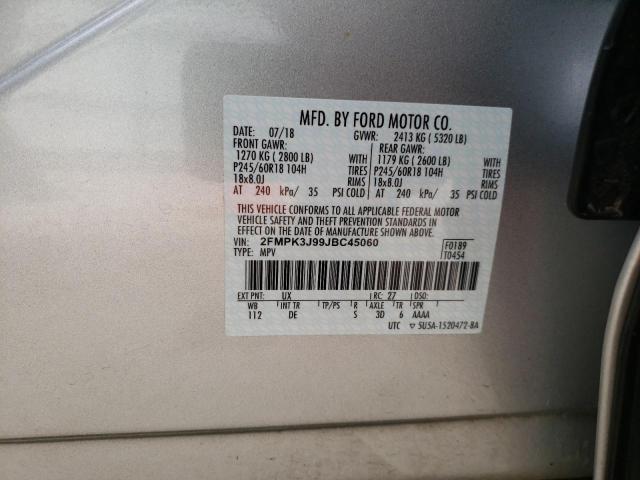 MFD. BY FORD MOTOR CO.
DATE: 07/18 GVWR: 2413 KG ( 5320 LB)
FRONT GAWR: REAR GAWR:
1270 KG ( 2800 LB) WITH 1179 KG ( 2600 LB) WITH
P245/60R18 104H TIRES P245/60R18 104H TIRES
18x8.0J RIMS 18x8.0J RIMS
AT 240 kPa/ 35 PSI COLD AT 240 kPa/ 35 PSI COLD
THIS VEHICLE CONFORMS TO ALL APPLICABLE FEDERAL MOTOR
VEHICLE SAFETY AND THEFT PREVENTION STANDARDS IN
EFFECT ON THE DATE OF MANUFACTURE SHOWN ABOVE.
VIN: 2FMPK3J99JBC45060 F0189
TYPE: MPV T0454
EXT PNT: UX RC: 27 DSO:
WB INT TR TP/PS R AXLE TR SPR
112 DE S 3D 6 AAAA
UTC ▽ 5U5A-1520472-BA